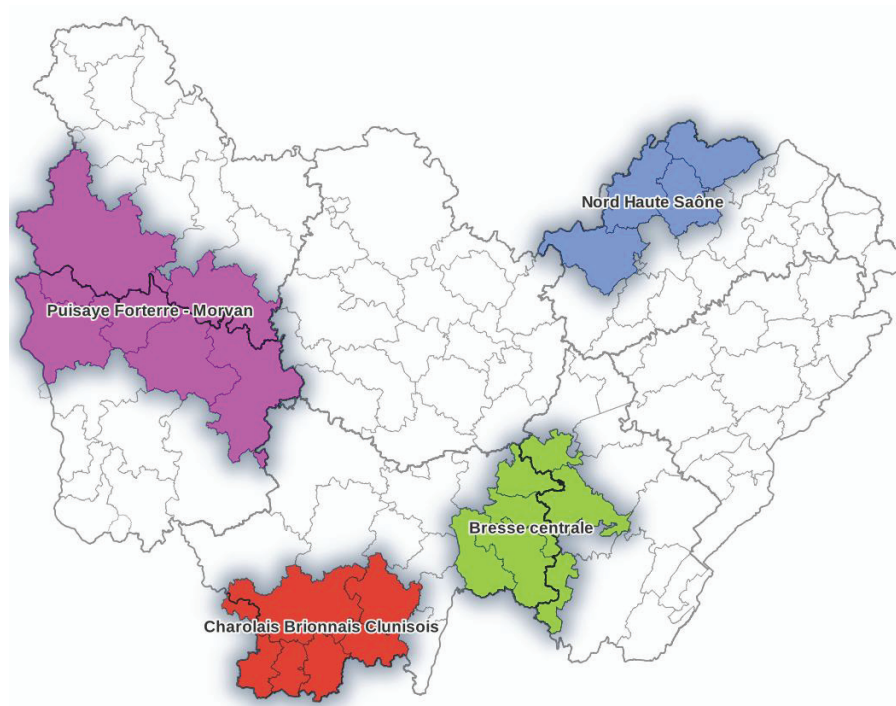 Nord Haute Saône
Puisaye Forterre - Morvan
Bresse centrale
Charolais Brionnais Clunisois